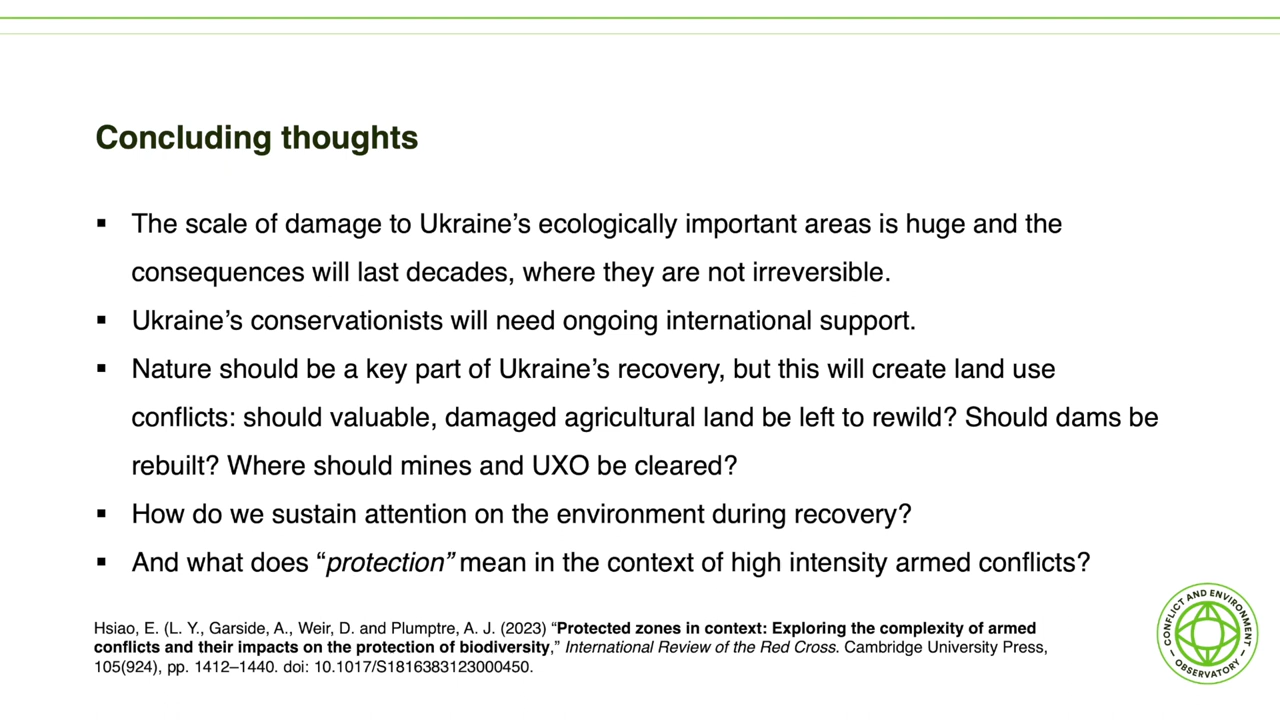 Concluding thoughts
▪ The scale of damage to Ukraine’s ecologically important areas is huge and the
consequences will last decades, where they are not irreversible.
▪ Ukraine’s conservationists will need ongoing international support.
▪ Nature should be a key part of Ukraine’s recovery, but this will create land use
conflicts: should valuable, damaged agricultural land be left to rewild? Should dams be
rebuilt? Where should mines and UXO be cleared?
▪ How do we sustain attention on the environment during recovery?
▪ And what does “protection” mean in the context of high intensity armed conflicts?
Hsiao, E. (L. Y., Garside, A., Weir, D. and Plumptre, A. J. (2023) “Protected zones in context: Exploring the complexity of armed
conflicts and their impacts on the protection of biodiversity,” International Review of the Red Cross. Cambridge University Press,
105(924), pp. 1412–1440. doi: 10.1017/S1816383123000450.
CONFLICT AND ENVIRONMENT
OBSERVATORY